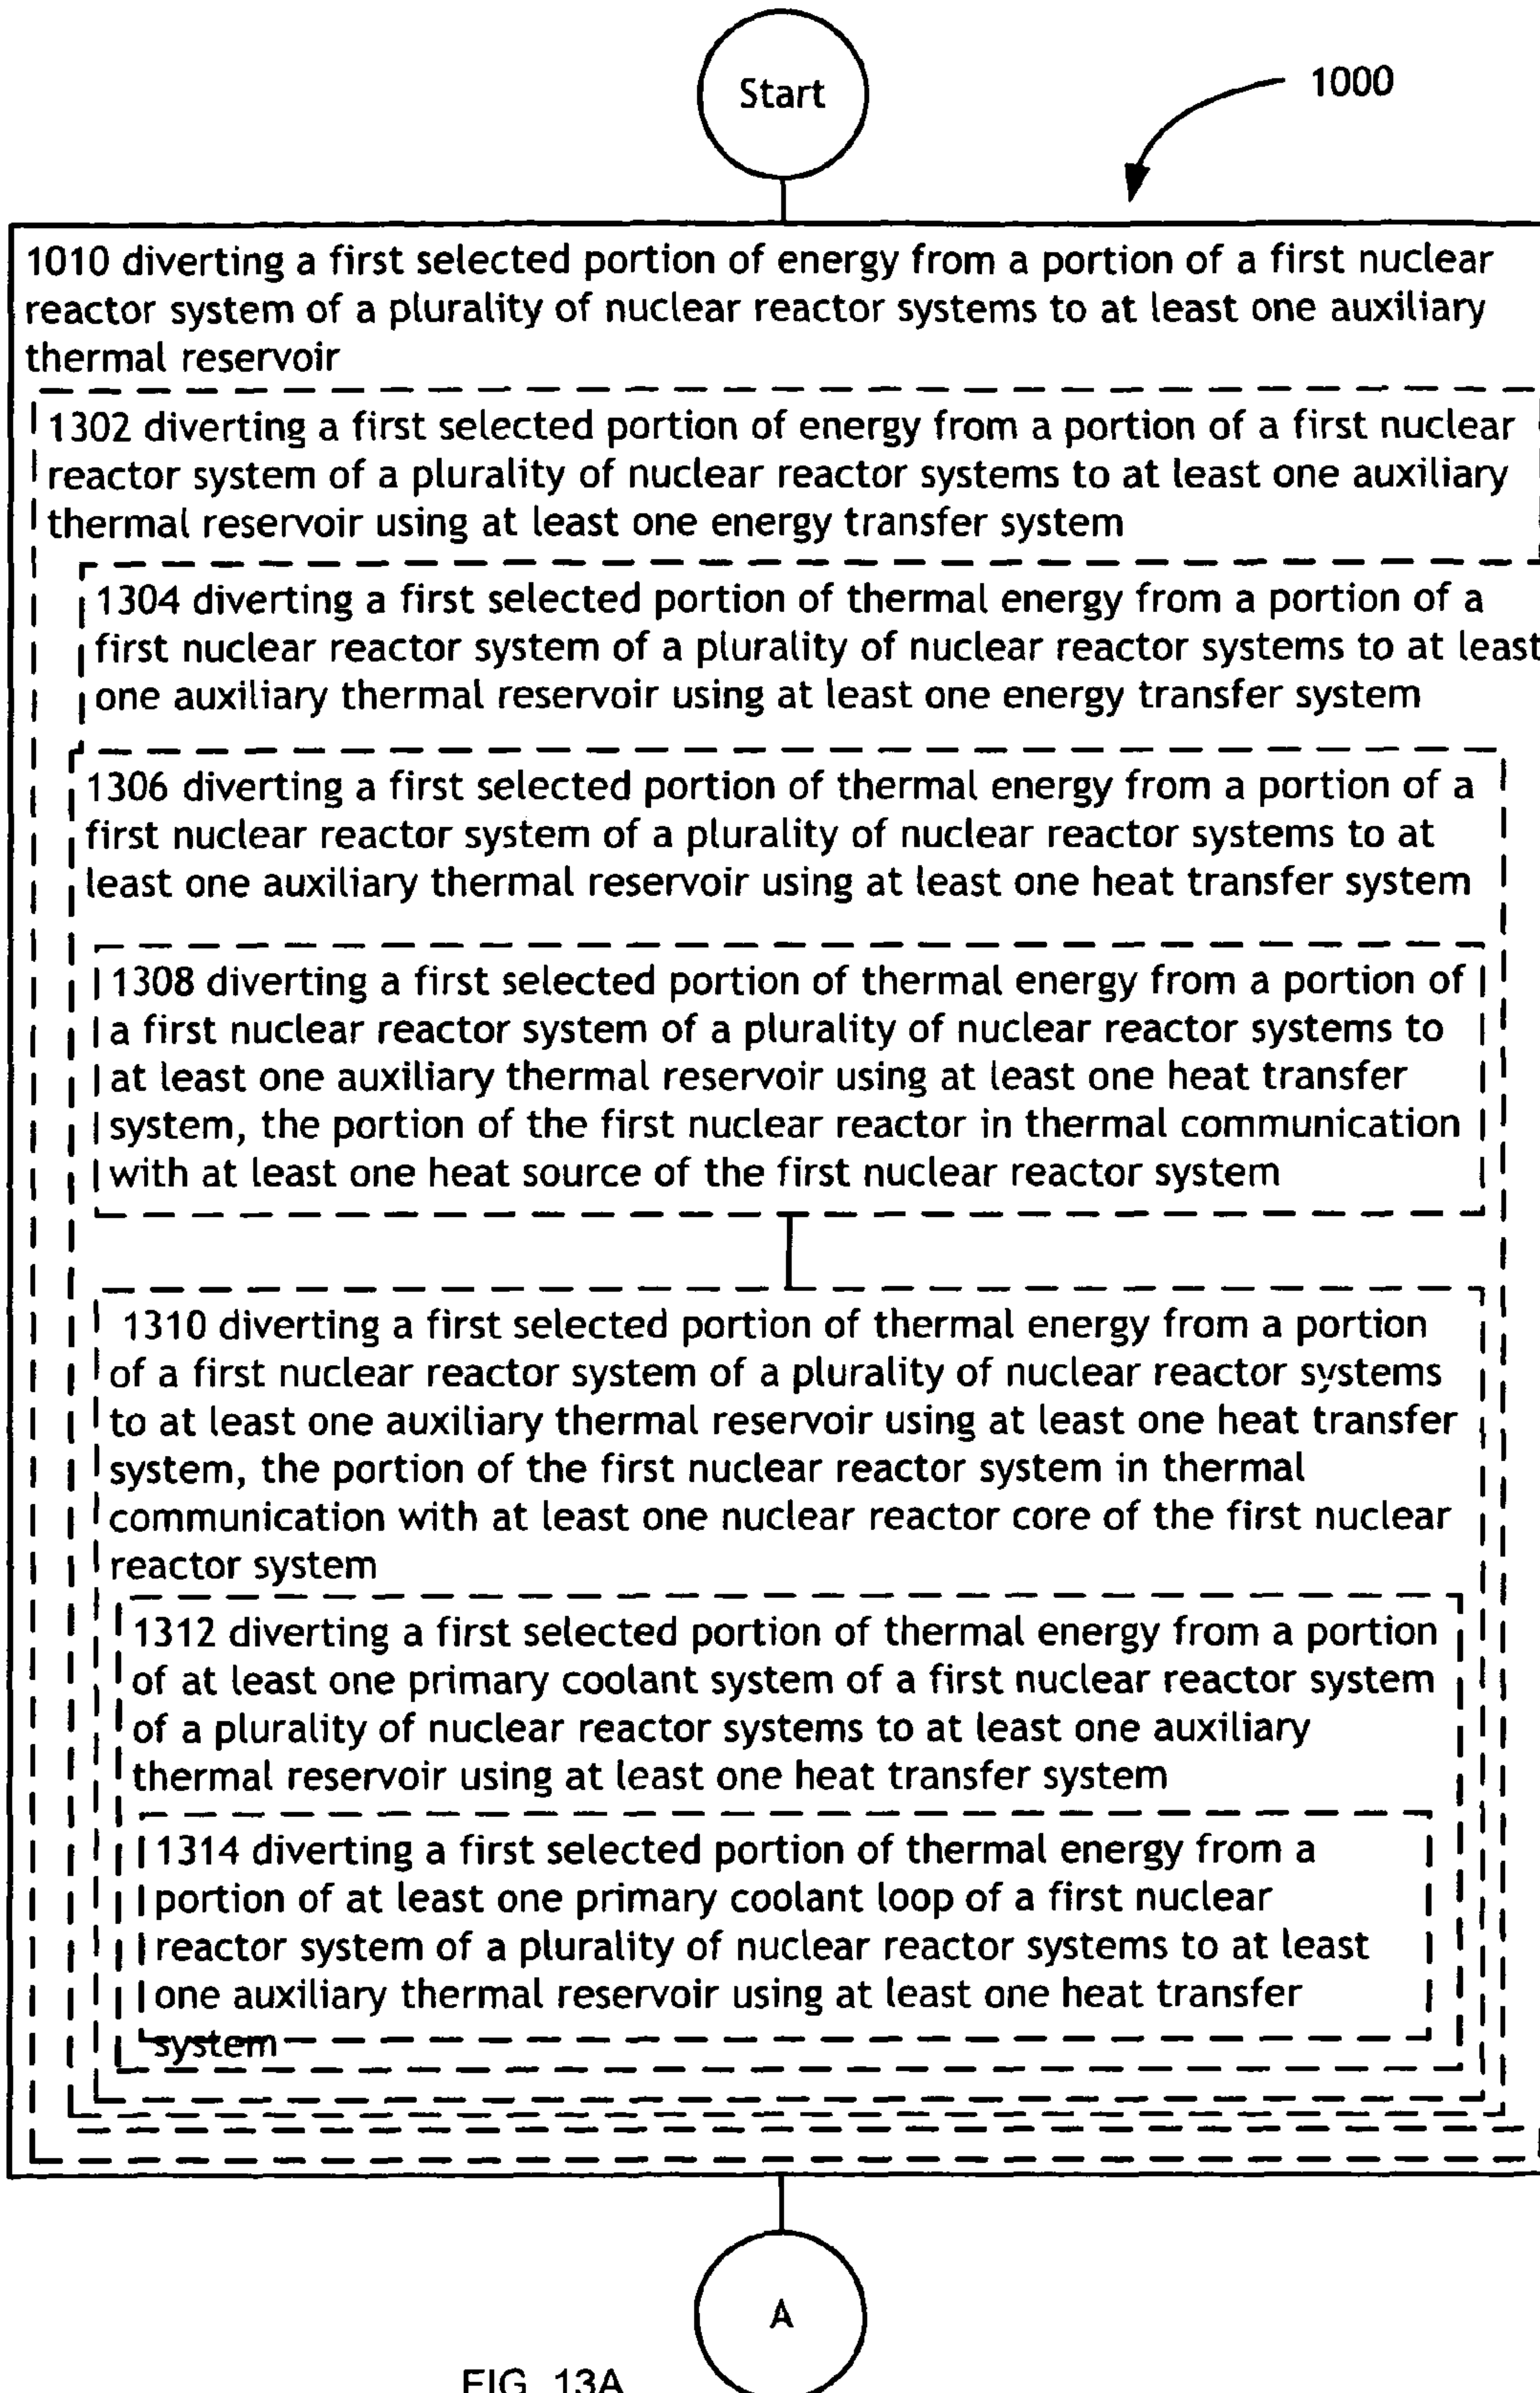 Start
1000
1010 diverting a first selected portion of energy from a portion of a first nuclear
reactor system of a plurality of nuclear reactor systems to at least one auxiliary
thermal reservoir
1302 diverting a first selected portion of energy from a portion of a first nuclear
reactor system of a plurality of nuclear reactor systems to at least one auxiliary
thermal reservoir using at least one energy transfer system
1304 diverting a first selected portion of thermal energy from a portion of a
first nuclear reactor system of a plurality of nuclear reactor systems to at least
one auxiliary thermal reservoir using at least one energy transfer system
1306 diverting a first selected portion of thermal energy from a portion of a
first nuclear reactor system of a plurality of nuclear reactor systems to at
least one auxiliary thermal reservoir using at least one heat transfer system
1308 diverting a first selected portion of thermal energy from a portion of
a first nuclear reactor system of a plurality of nuclear reactor systems to
at least one auxiliary thermal reservoir using at least one heat transfer
system, the portion of the first nuclear reactor in thermal communication
with at least one heat source of the first nuclear reactor system
1310 diverting a first selected portion of thermal energy from a portion
of a first nuclear reactor system of a plurality of nuclear reactor systems
to at least one auxiliary thermal reservoir using at least one heat transfer
system, the portion of the first nuclear reactor system in thermal
communication with at least one nuclear reactor core of the first nuclear
reactor system
1312 diverting a first selected portion of thermal energy from a portion
of at least one primary coolant system of a first nuclear reactor system
of a plurality of nuclear reactor systems to at least one auxiliary
thermal reservoir using at least one heat transfer system
1314 diverting a first selected portion of thermal energy from a
portion of at least one primary coolant loop of a first nuclear
reactor system of a plurality of nuclear reactor systems to at least
one auxiliary thermal reservoir using at least one heat transfer
system
A
FIG. 13A